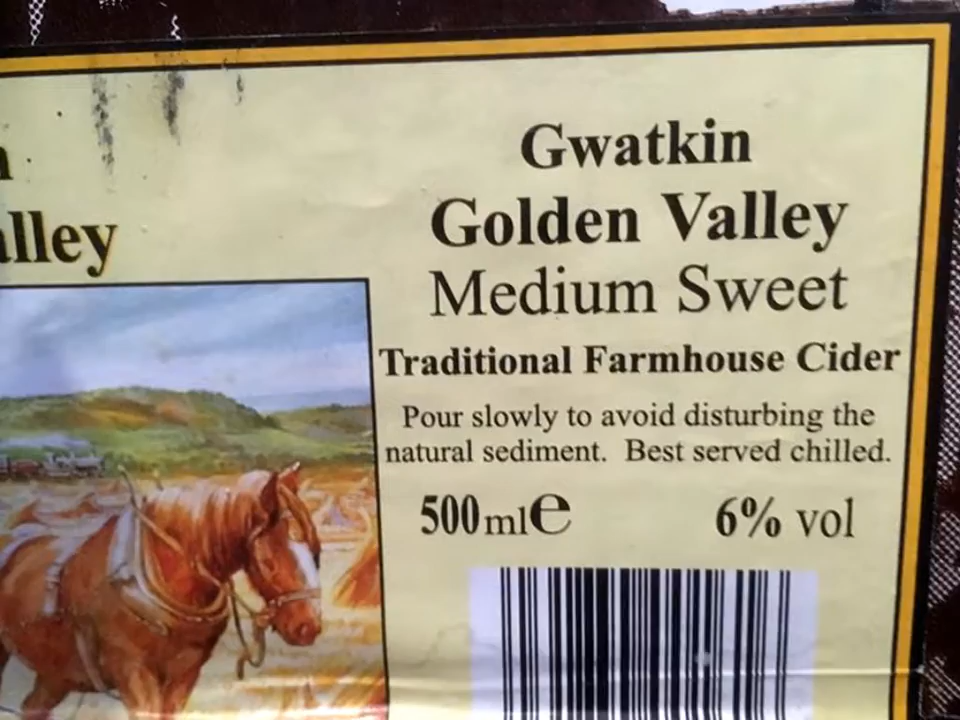 Gwatkin
Golden Valley
Medium Sweet
Traditional Farmhouse Cider
Pour slowly to avoid disturbing the
natural sediment. Best served chilled.
500ml℮ 6% vol